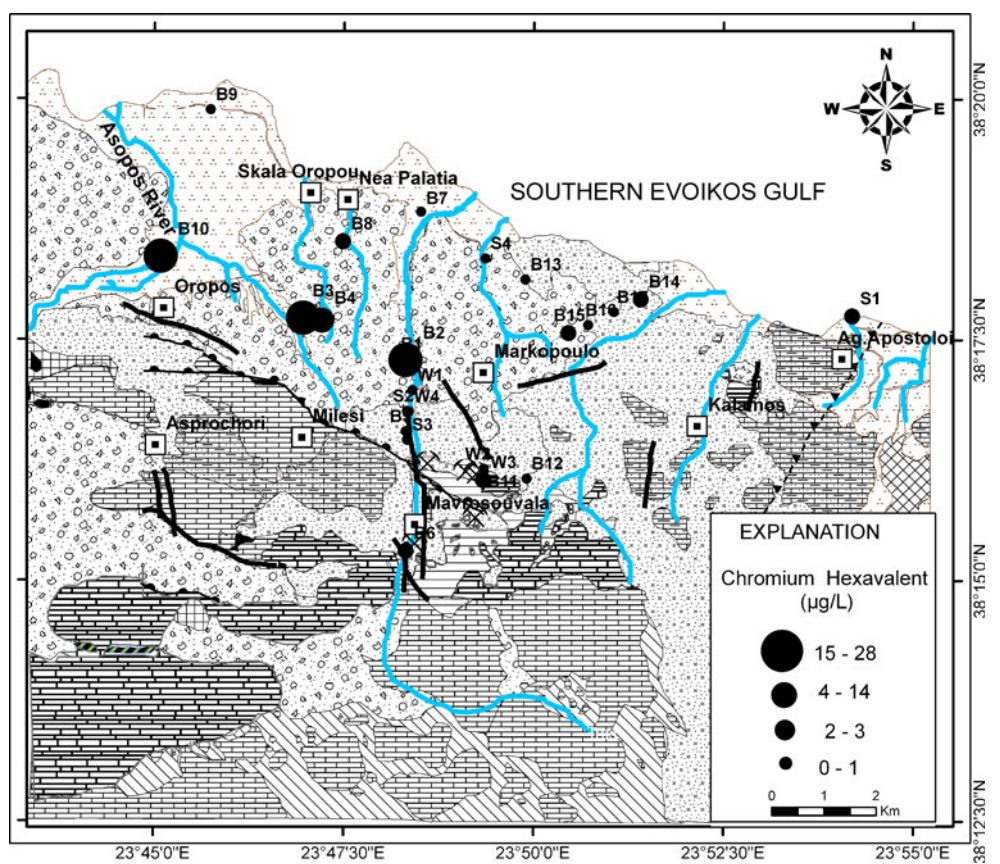 N
W E
S
38°20'0"N
B9
Asopos River
Skala Oropou
Nea Palatia
SOUTHERN EVOIKOS GULF
B7
B10
B8
S4
B13
B14
Oropos
B3
B4
B15
S1
38°17'30"N
B2
B1
Markopoulo
Ag.Apostoloi
W1
S2
W4
Asprochori
Milesi
S3
Kalamos
W3
B12
B11
Mavrosouvala
38°15'0"N
EXPLANATION
Chromium Hexavalent
(µg/L)
15 - 28
4 - 14
2 - 3
0 - 1
0 1 2
Km
38°12'30"N
23°45'0"E 23°47'30"E 23°50'0"E 23°52'30"E 23°55'0"E